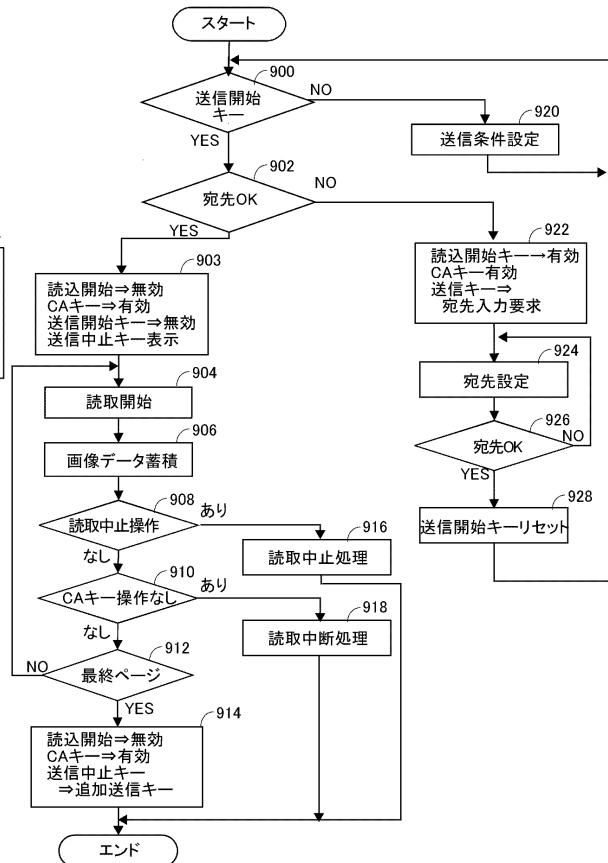 スタート
900
送信開始
キー
NO
YES
920
送信条件設定
902
宛先OK
NO
YES
903
読込開始⇒無効
CAキー⇒有効
送信開始キー⇒無効
送信中止キー表示
922
読込開始キー→有効
CAキー有効
送信キー⇒
宛先入力要求
904
読取開始
924
宛先設定
906
画像データ蓄積
926
宛先OK
NO
YES
908
読取中止操作
あり
なし
916
読取中止処理
928
送信開始キーリセット
910
CAキー操作なし
あり
なし
918
読取中断処理
912
最終ページ
NO
YES
914
読込開始⇒無効
CAキー⇒有効
送信中止キー
⇒追加送信キー
エンド